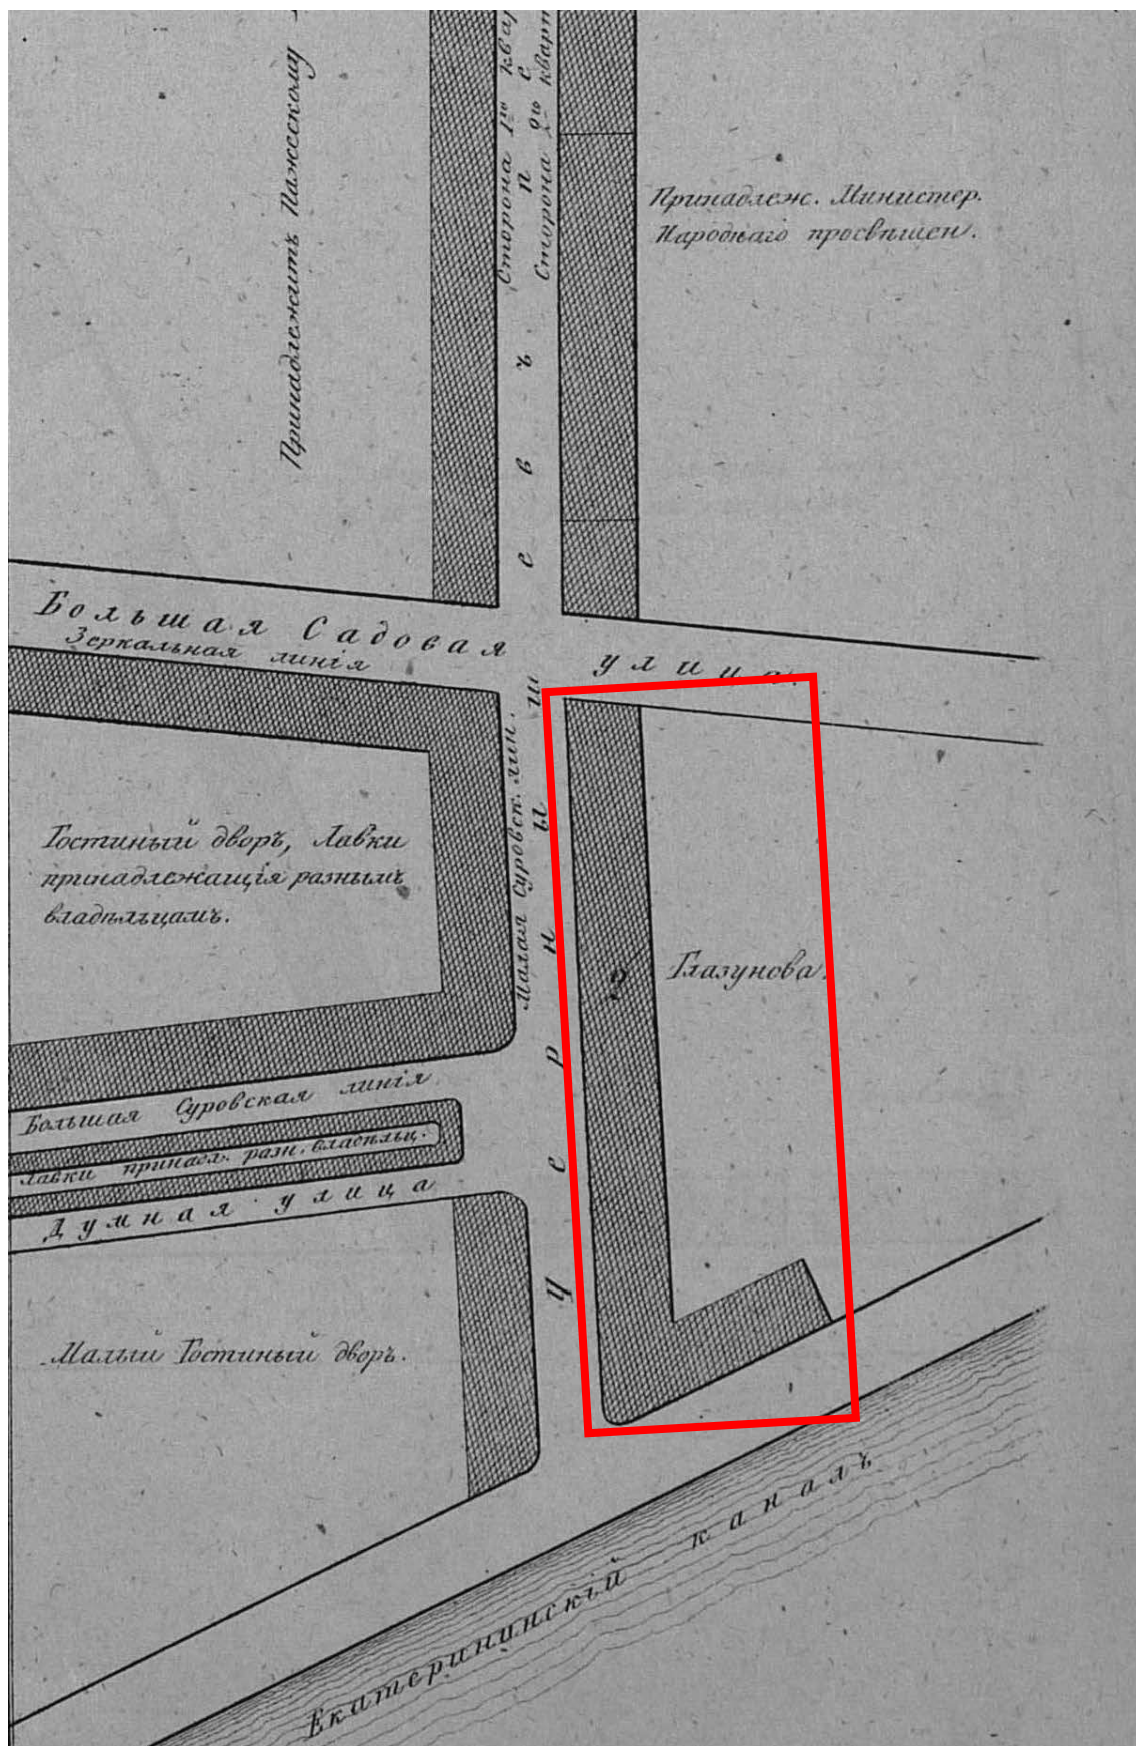 Принадлежитъ Пажескому
Сторона 1го квар
п е
Сторона 2го кварт
Принадлеж. Министер.
Народнаго просвѣщен.
Большая Садовая улица.
Зеркальная линія
Малая Суровск. лин.
Чернышевъ
Гостиный дворъ, Лавки
принадлежащія разнымъ
владѣльцамъ.
2
Глазунова.
Большая Суровская линія
Лавки принадл. разн. владѣльц.
Думная улица
Малый Гостиный дворъ.
Екатерининскій каналъ